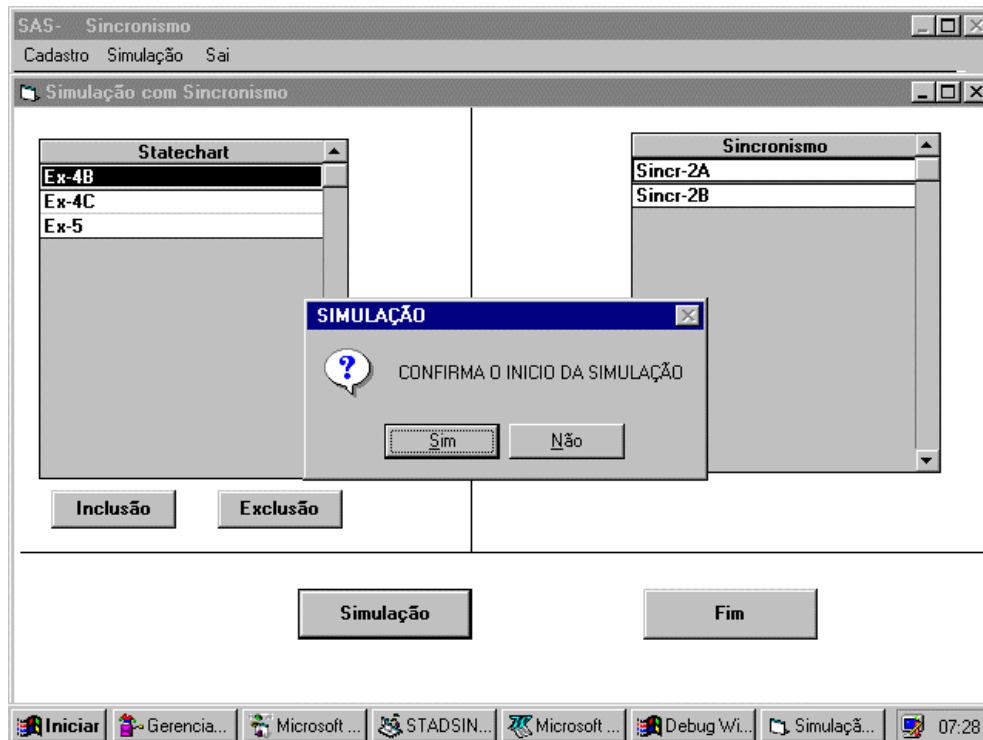 SAS- Sincronismo
Cadastro Simulação Sai
Simulação com Sincronismo
Statechart
Ex-4B
Ex-4C
Ex-5
Sincronismo
Sincr-2A
Sincr-2B
SIMULAÇÃO
?
CONFIRMA O INICIO DA SIMULAÇÃO
Sim Não
Inclusão Exclusão
Simulação Fim
Iniciar Gerencia... Microsoft ... STADSIN... Microsoft ... Debug Wi... Simulaçã... 07:28